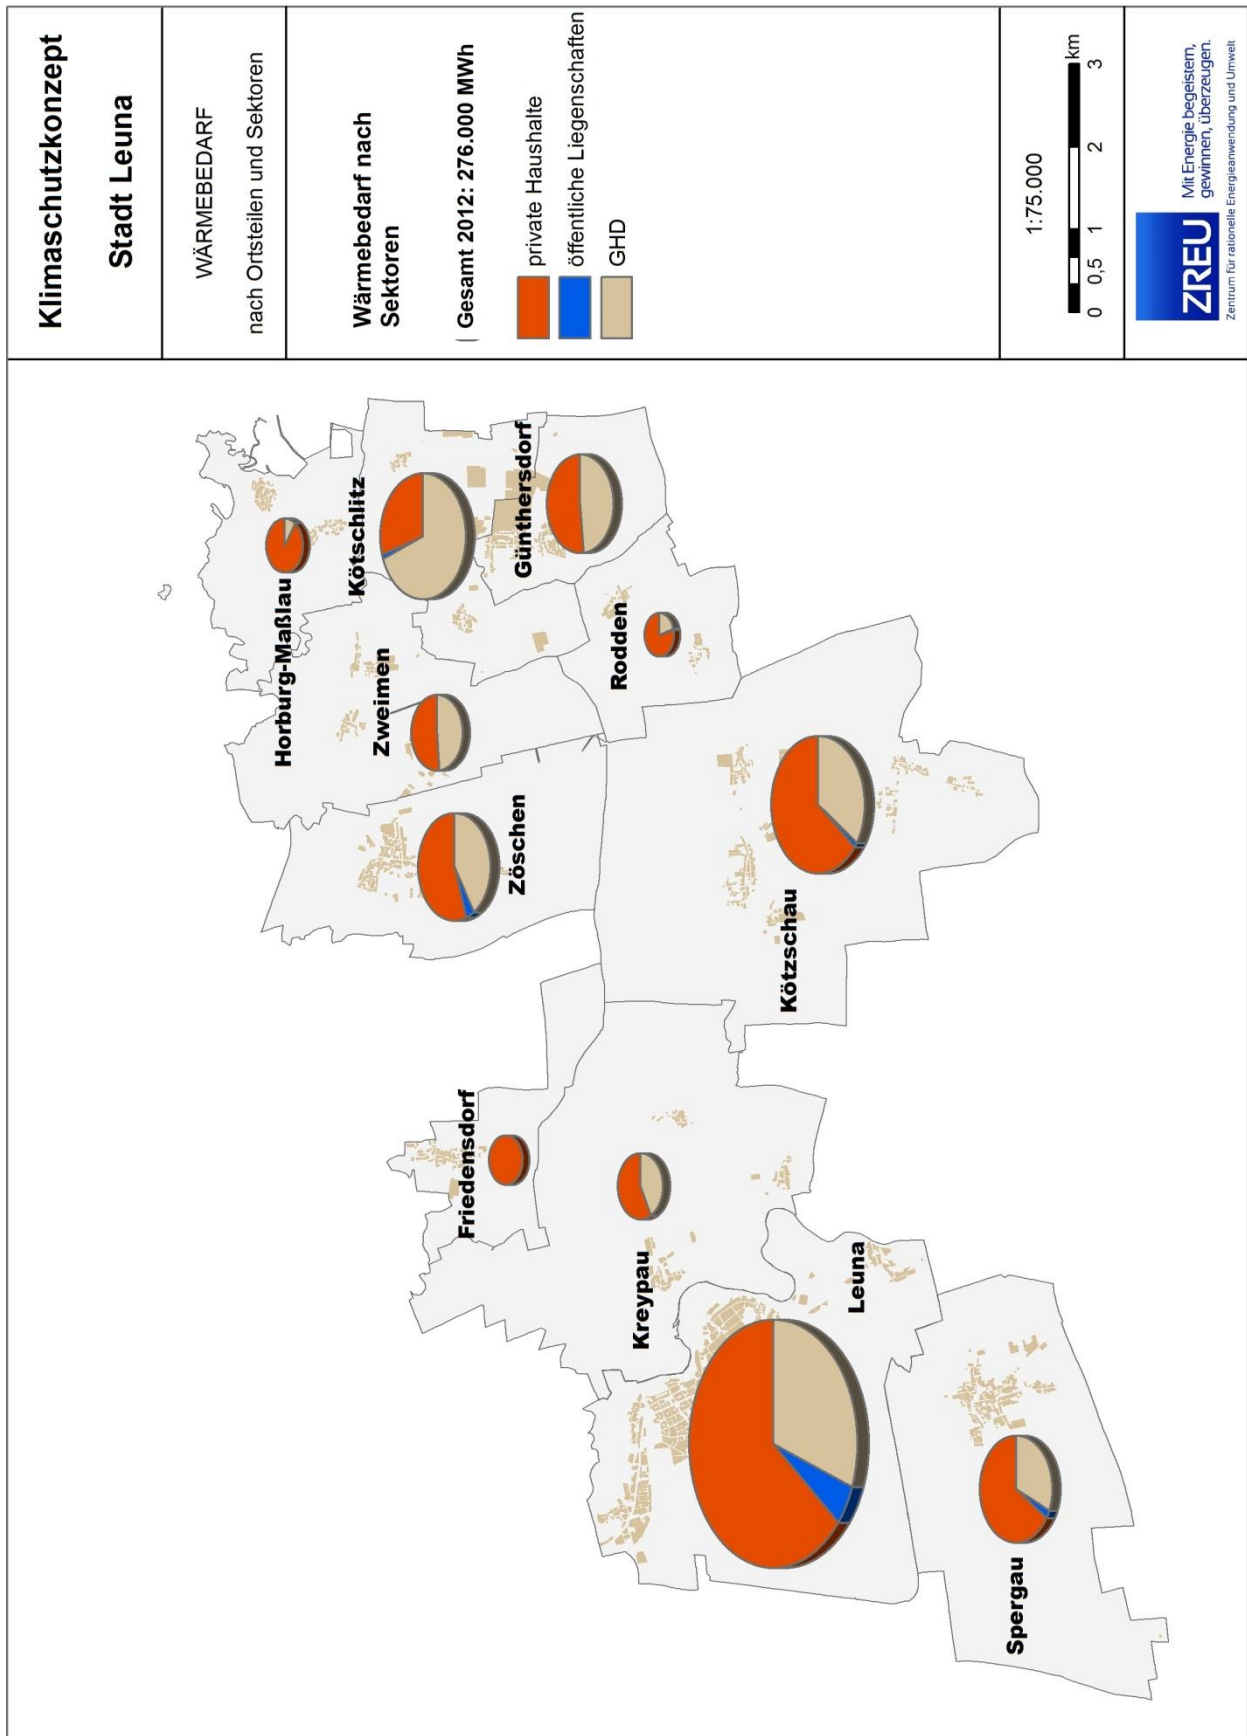 Klimaschutzkonzept
Stadt Leuna
WÄRMEBEDARF
nach Ortsteilen und Sektoren
Wärmebedarf nach
Sektoren
Gesamt 2012: 276.000 MWh
private Haushalte
öffentliche Liegenschaften
GHD
1:75.000
km
0 0,5 1 2 3
ZREU
Mit Energie begeistern,
gewinnen, überzeugen.
Zentrum für rationelle Energieanwendung und Umwelt
Horburg-Maßlau
Kötschlitz
Zweimen
Günthersdorf
Zöschen
Rodden
Friedensdorf
Kötzschau
Kreypau
Leuna
Spergau